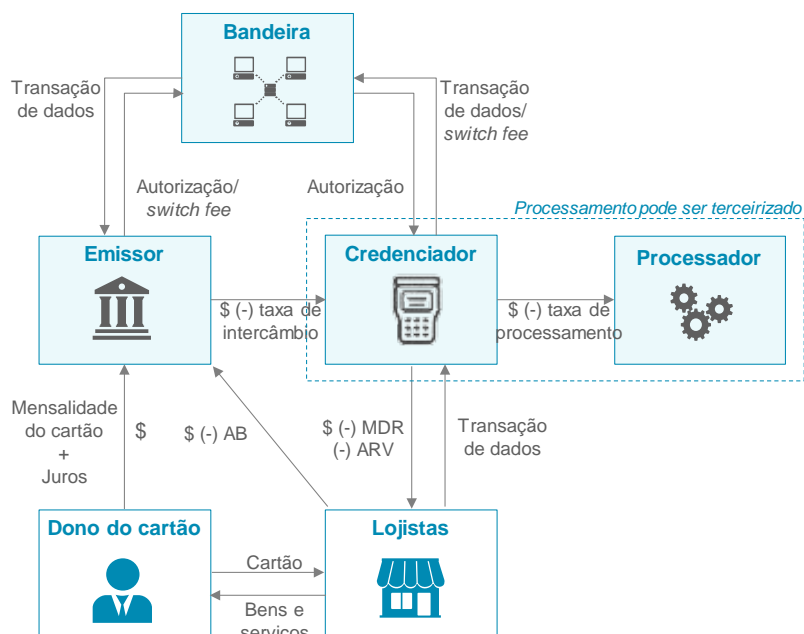 Bandeira
Transação
de dados
Transação
de dados/
switch fee
Autorização/
switch fee
Autorização
Processamento pode ser terceirizado
Emissor
Credenciador
Processador
$ (-) taxa de
intercâmbio
$ (-) taxa de
processamento
Mensalidade
do cartão
+
Juros
$
$ (-) AB
$ (-) MDR
(-) ARV
Transação
de dados
Dono do cartão
Lojistas
Cartão
Bens e
serviços